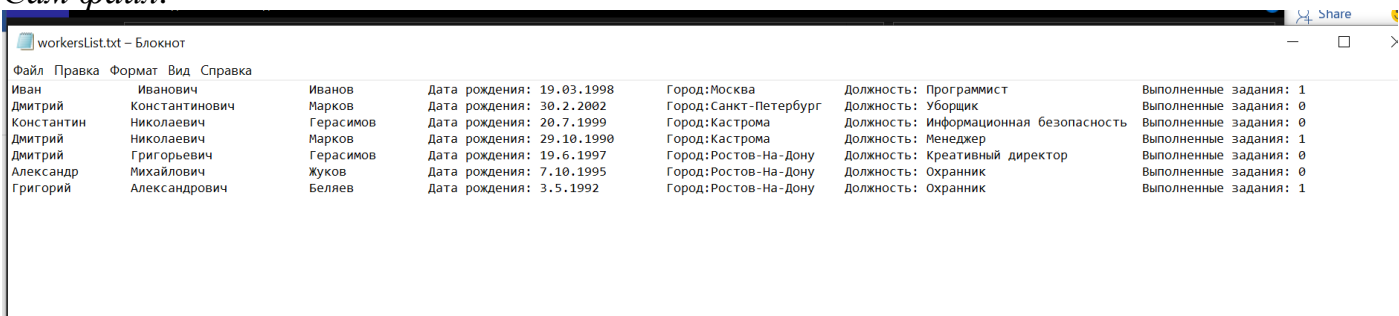 Сам файл:
Share
workersList.txt – Блокнот
Файл Правка Формат Вид Справка
Иван Иванович Иванов Дата рождения: 19.03.1998 Город:Москва Должность: Программист Выполненные задания: 1
Дмитрий Константинович Марков Дата рождения: 30.2.2002 Город:Санкт-Петербург Должность: Уборщик Выполненные задания: 0
Константин Николаевич Герасимов Дата рождения: 20.7.1999 Город:Кастрома Должность: Информационная безопасность Выполненные задания: 0
Дмитрий Николаевич Марков Дата рождения: 29.10.1990 Город:Кастрома Должность: Менеджер Выполненные задания: 1
Дмитрий Григорьевич Герасимов Дата рождения: 19.6.1997 Город:Ростов-На-Дону Должность: Креативный директор Выполненные задания: 0
Александр Михайлович Жуков Дата рождения: 7.10.1995 Город:Ростов-На-Дону Должность: Охранник Выполненные задания: 0
Григорий Александрович Беляев Дата рождения: 3.5.1992 Город:Ростов-На-Дону Должность: Охранник Выполненные задания: 1